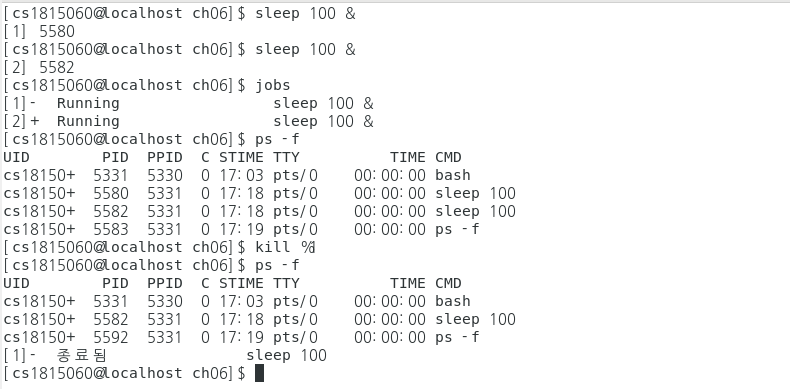 [cs1815060@localhost ch06]$ sleep 100 &
[1] 5580
[cs1815060@localhost ch06]$ sleep 100 &
[2] 5582
[cs1815060@localhost ch06]$ jobs
[1]-  Running                 sleep 100 &
[2]+  Running                 sleep 100 &
[cs1815060@localhost ch06]$ ps -f
UID        PID  PPID  C STIME TTY          TIME CMD
cs18150+  5331  5330  0 17:03 pts/0    00:00:00 bash
cs18150+  5580  5331  0 17:18 pts/0    00:00:00 sleep 100
cs18150+  5582  5331  0 17:18 pts/0    00:00:00 sleep 100
cs18150+  5583  5331  0 17:19 pts/0    00:00:00 ps -f
[cs1815060@localhost ch06]$ kill %1
[cs1815060@localhost ch06]$ ps -f
UID        PID  PPID  C STIME TTY          TIME CMD
cs18150+  5331  5330  0 17:03 pts/0    00:00:00 bash
cs18150+  5582  5331  0 17:18 pts/0    00:00:00 sleep 100
cs18150+  5592  5331  0 17:19 pts/0    00:00:00 ps -f
[1]-  종료됨               sleep 100
[cs1815060@localhost ch06]$